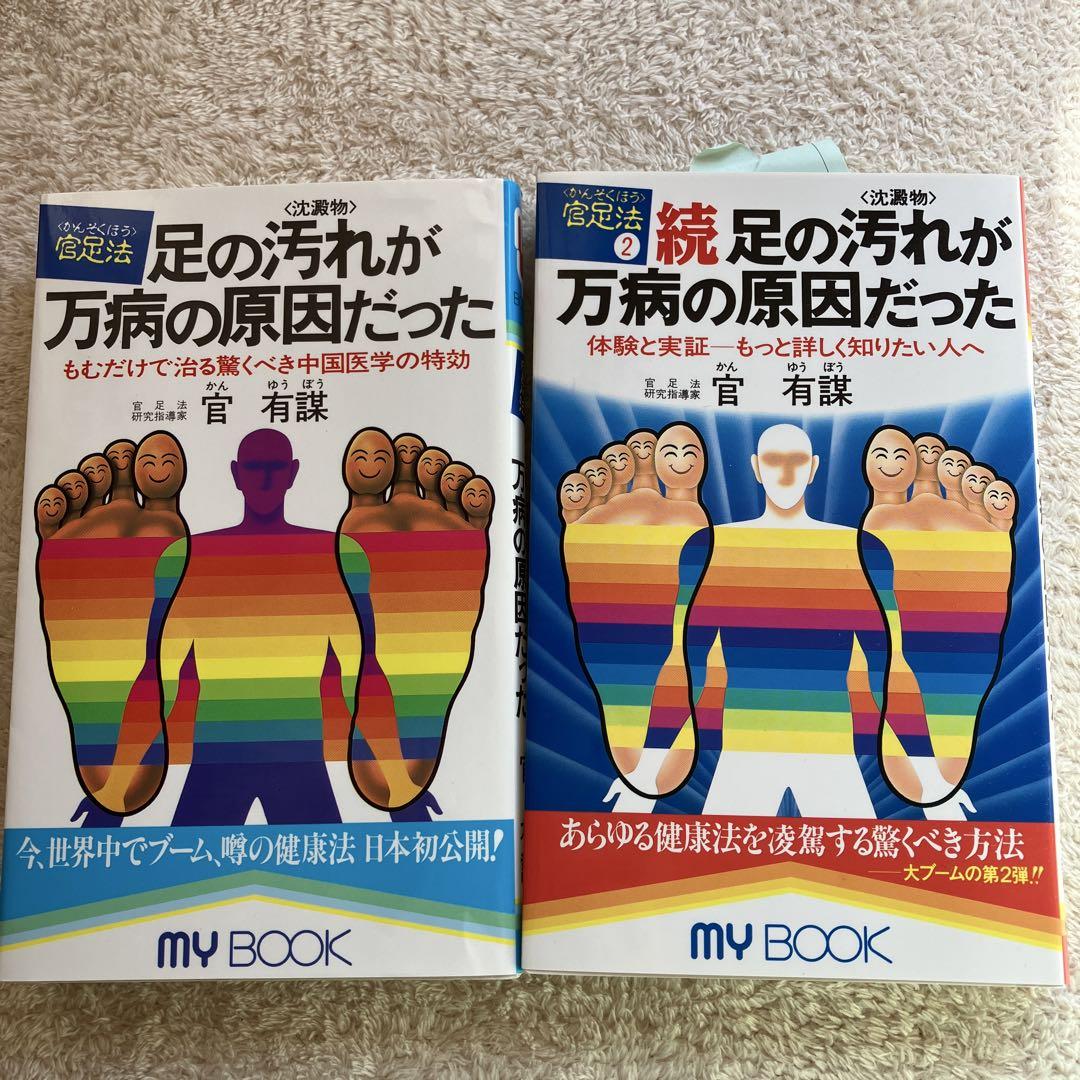 〈かんそくほう〉
官足法
〈沈澱物〉
足の汚れが
万病の原因だった
もむだけで治る驚くべき中国医学の特効
官足法
研究指導家
かん ゆう ぼう
官 有謀
今、世界中でブーム、噂の健康法 日本初公開!
MY BOOK
万病の原因だった
〈かんそくほう〉
官足法
2
〈沈澱物〉
続 足の汚れが
万病の原因だった
体験と実証—もっと詳しく知りたい人へ
官足法
研究指導家
かん ゆう ぼう
官 有謀
あらゆる健康法を凌駕する驚くべき方法
——大ブームの第2弾!!
MY BOOK